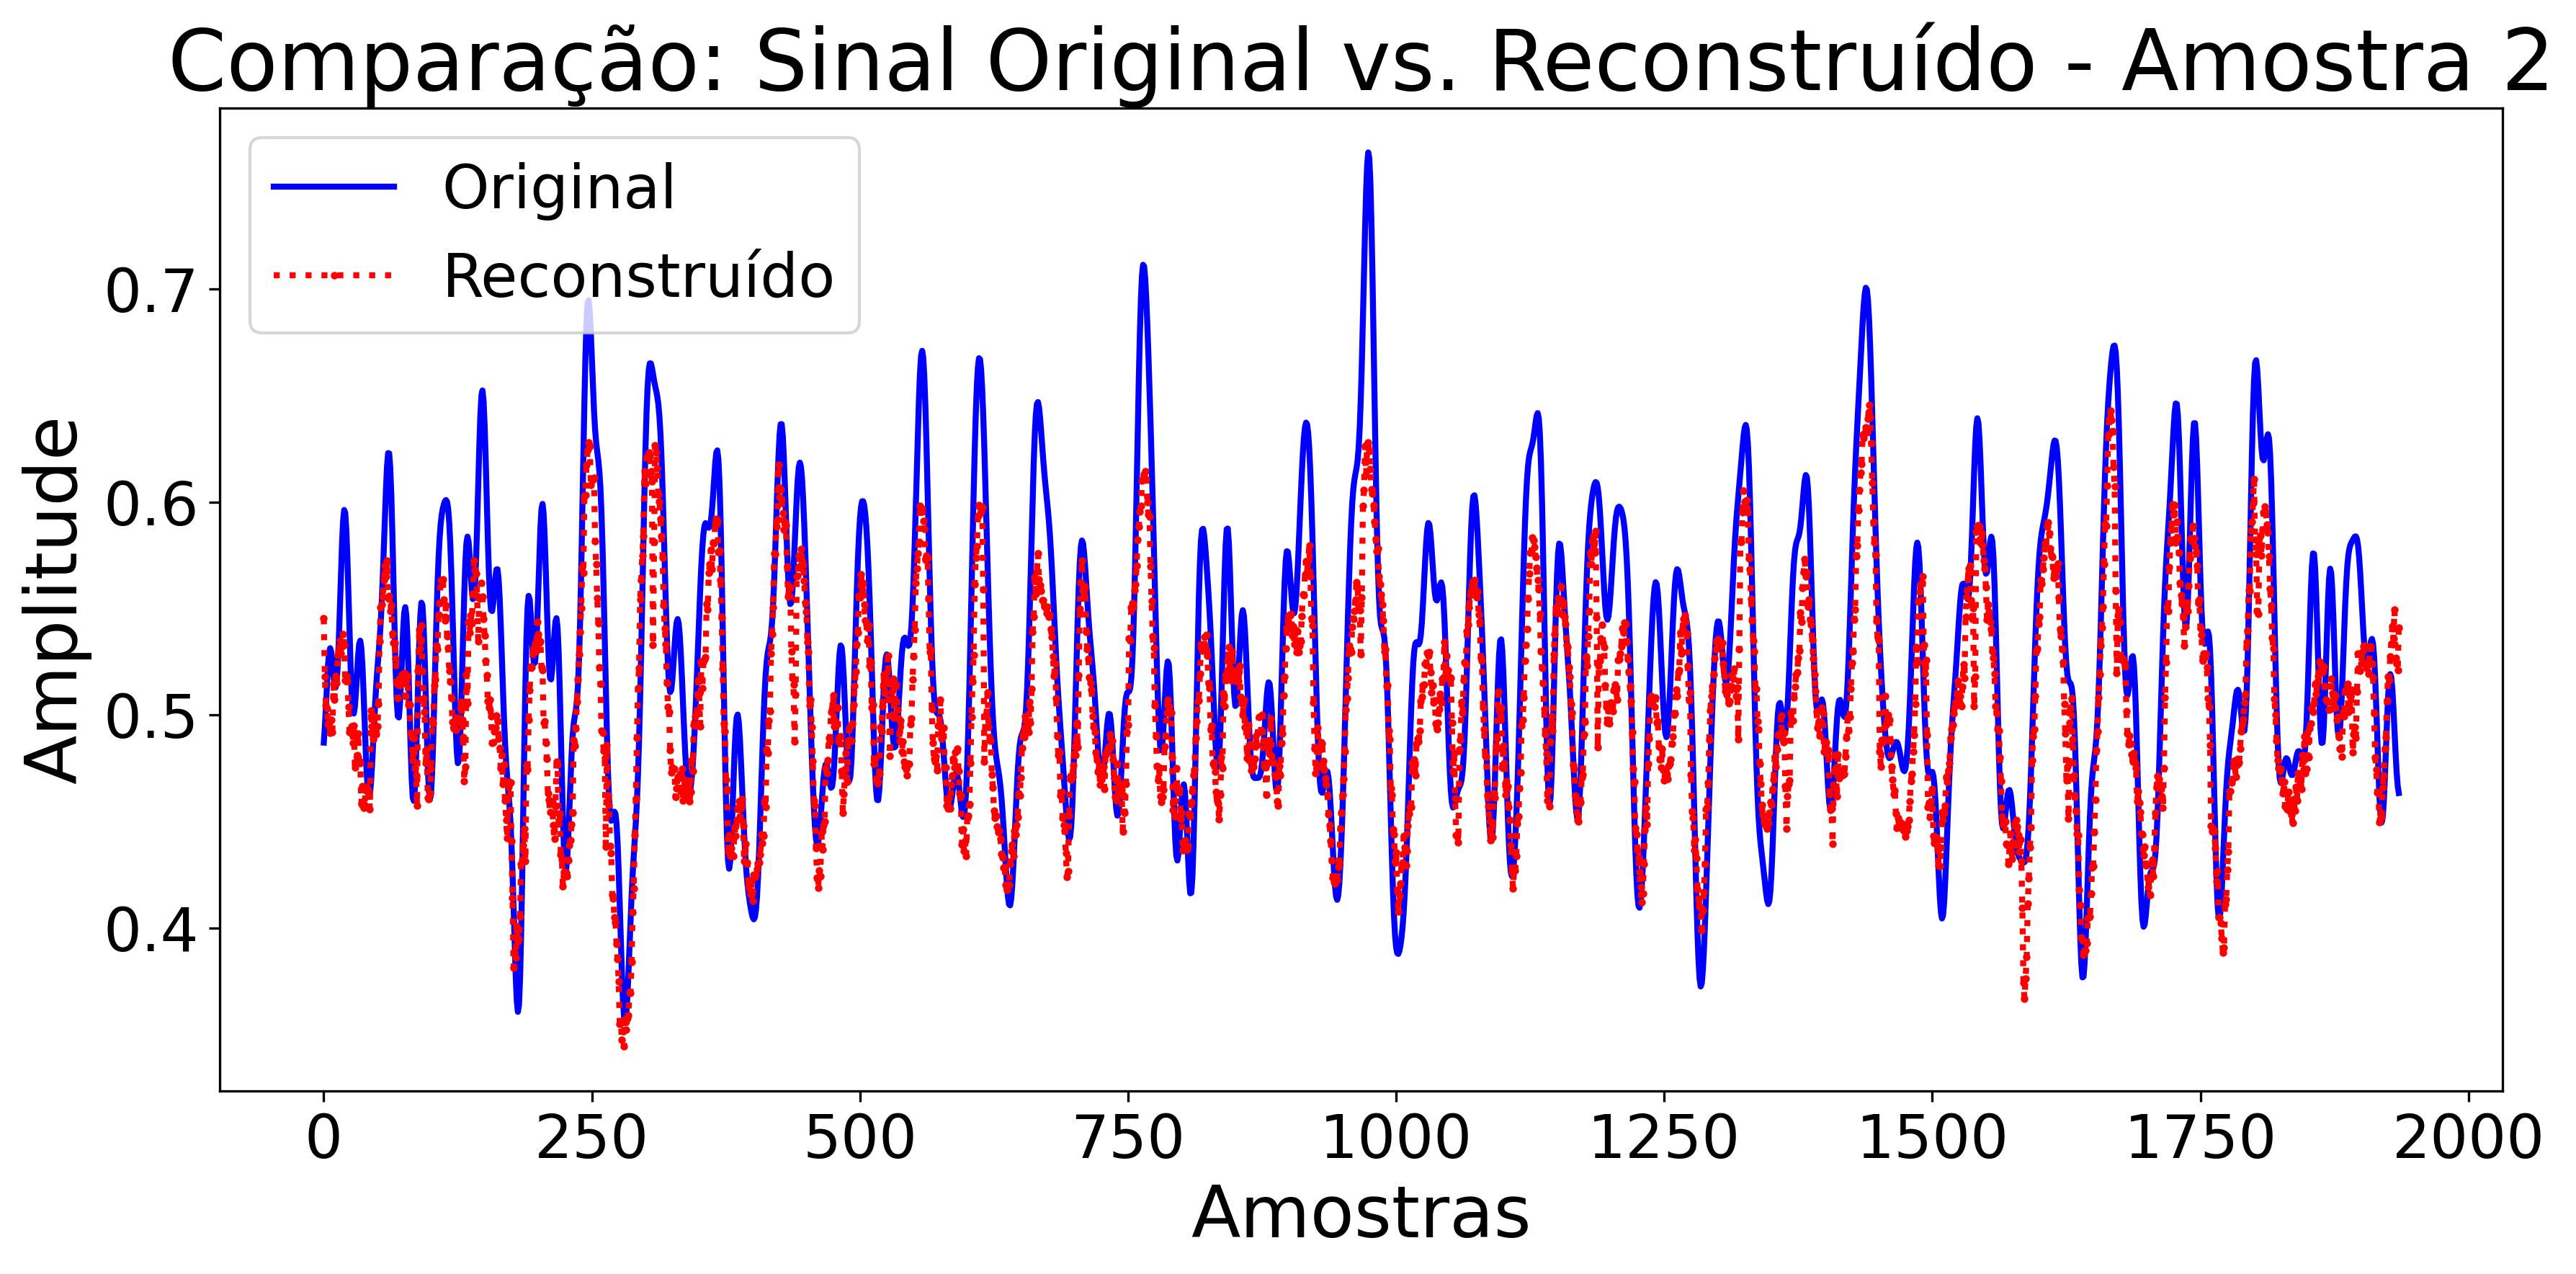 Comparação: Sinal Original vs. Reconstruído - Amostra 2
Original
Reconstruído
Amplitude
0.7
0.6
0.5
0.4
0 250 500 750 1000 1250 1500 1750 2000
Amostras